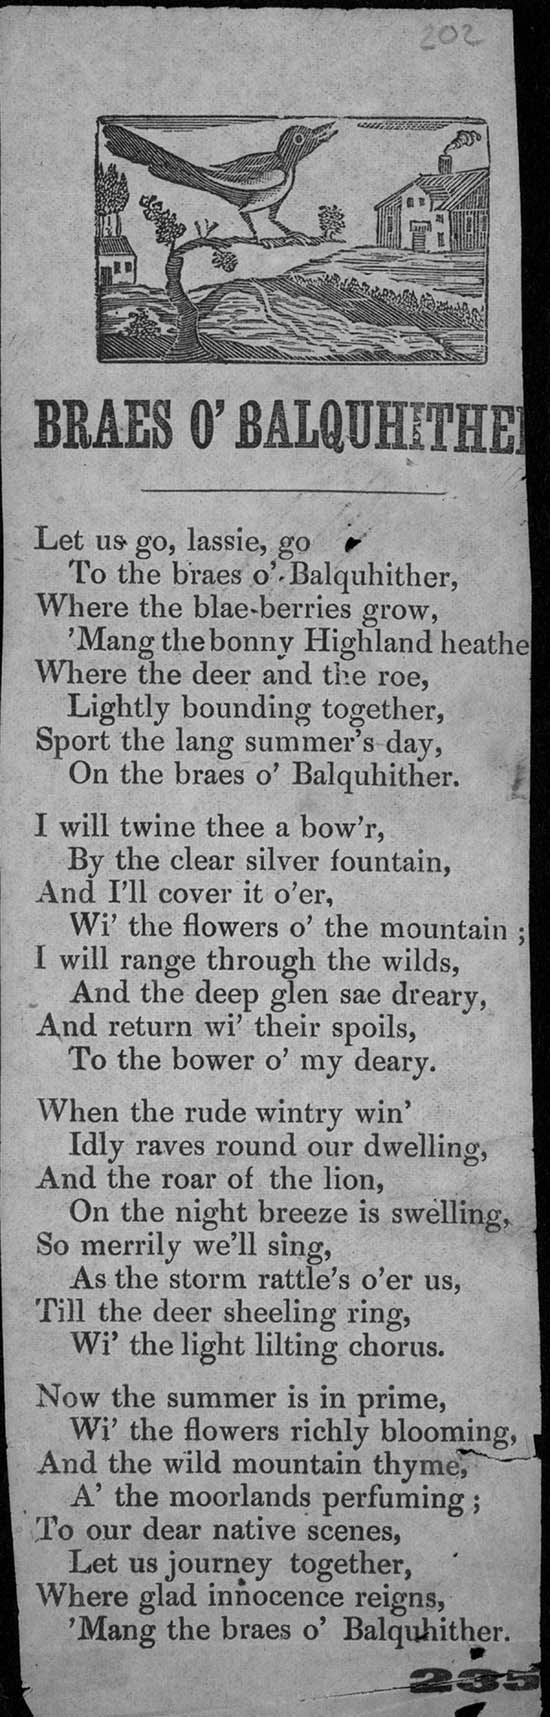 202
BRAES O' BALQUHITHE
Let us go, lassie, go
To the braes o' Balquhither,
Where the blae-berries grow,
'Mang the bonny Highland heathe
Where the deer and the roe,
Lightly bounding together,
Sport the lang summer's day,
On the braes o' Balquhither.
I will twine thee a bow'r,
By the clear silver fountain,
And I'll cover it o'er,
Wi' the flowers o' the mountain ;
I will range through the wilds,
And the deep glen sae dreary,
And return wi' their spoils,
To the bower o' my deary.
When the rude wintry win'
Idly raves round our dwelling,
And the roar of the lion,
On the night breeze is swelling,
So merrily we'll sing,
As the storm rattle's o'er us,
Till the deer sheeling ring,
Wi' the light lilting chorus.
Now the summer is in prime,
Wi' the flowers richly blooming,
And the wild mountain thyme,
A' the moorlands perfuming ;
To our dear native scenes,
Let us journey together,
Where glad innocence reigns,
'Mang the braes o' Balquhither.
235